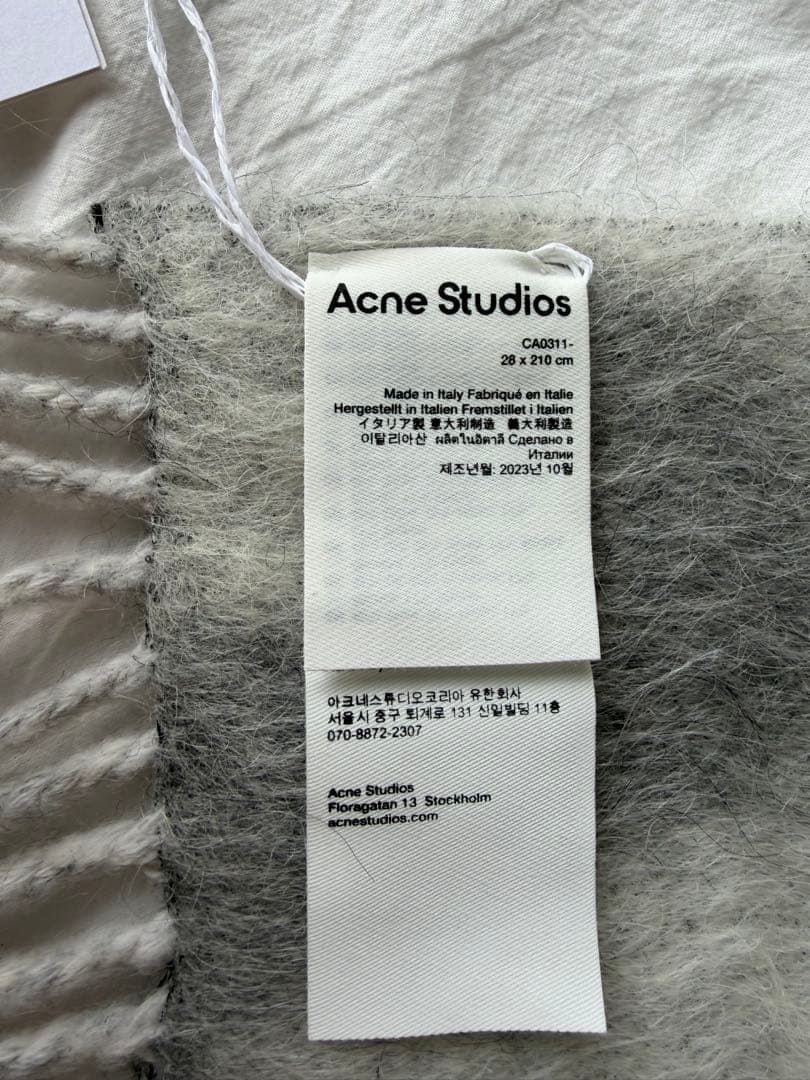 Acne Studios
CA0311-
28 x 210 cm
Made in Italy Fabriqué en Italie
Hergestellt in Italien Fremstillet i Italien
イタリア製 意大利制造 義大利製造
이탈리아산 ผลิตในอิตาลี Сделано в
Италии
제조년월: 2023년 10월
아크네스튜디오코리아 유한회사
서울시 중구 퇴계로 131 신일빌딩 11층
070-8872-2307
Acne Studios
Floragatan 13 Stockholm
acnestudios.com